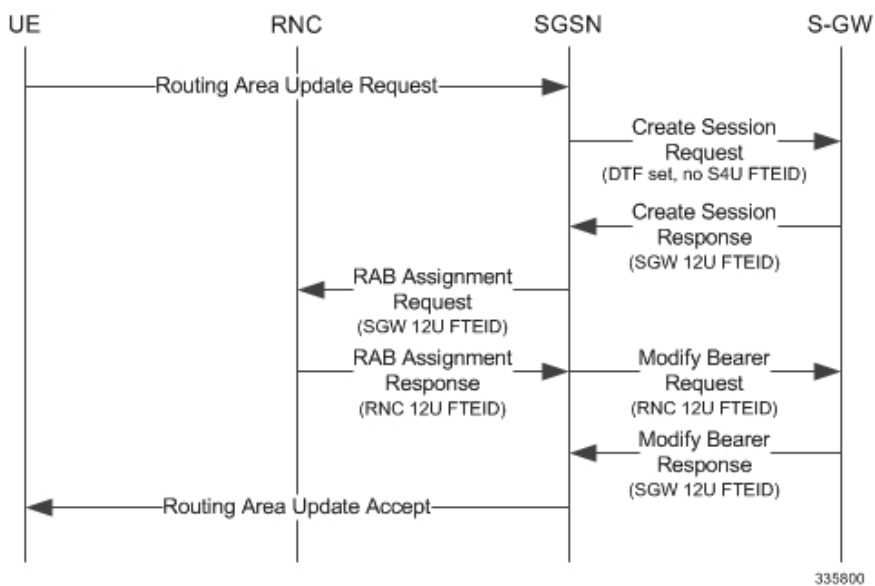 UE RNC SGSN S-GW
Routing Area Update Request
Create Session
Request
(DTF set, no S4U FTEID)
Create Session
Response
(SGW 12U FTEID)
RAB Assignment
Request
(SGW 12U FTEID)
RAB Assignment
Response
(RNC 12U FTEID)
Modify Bearer
Request
(RNC 12U FTEID)
Modify Bearer
Response
(SGW 12U FTEID)
Routing Area Update Accept
335800